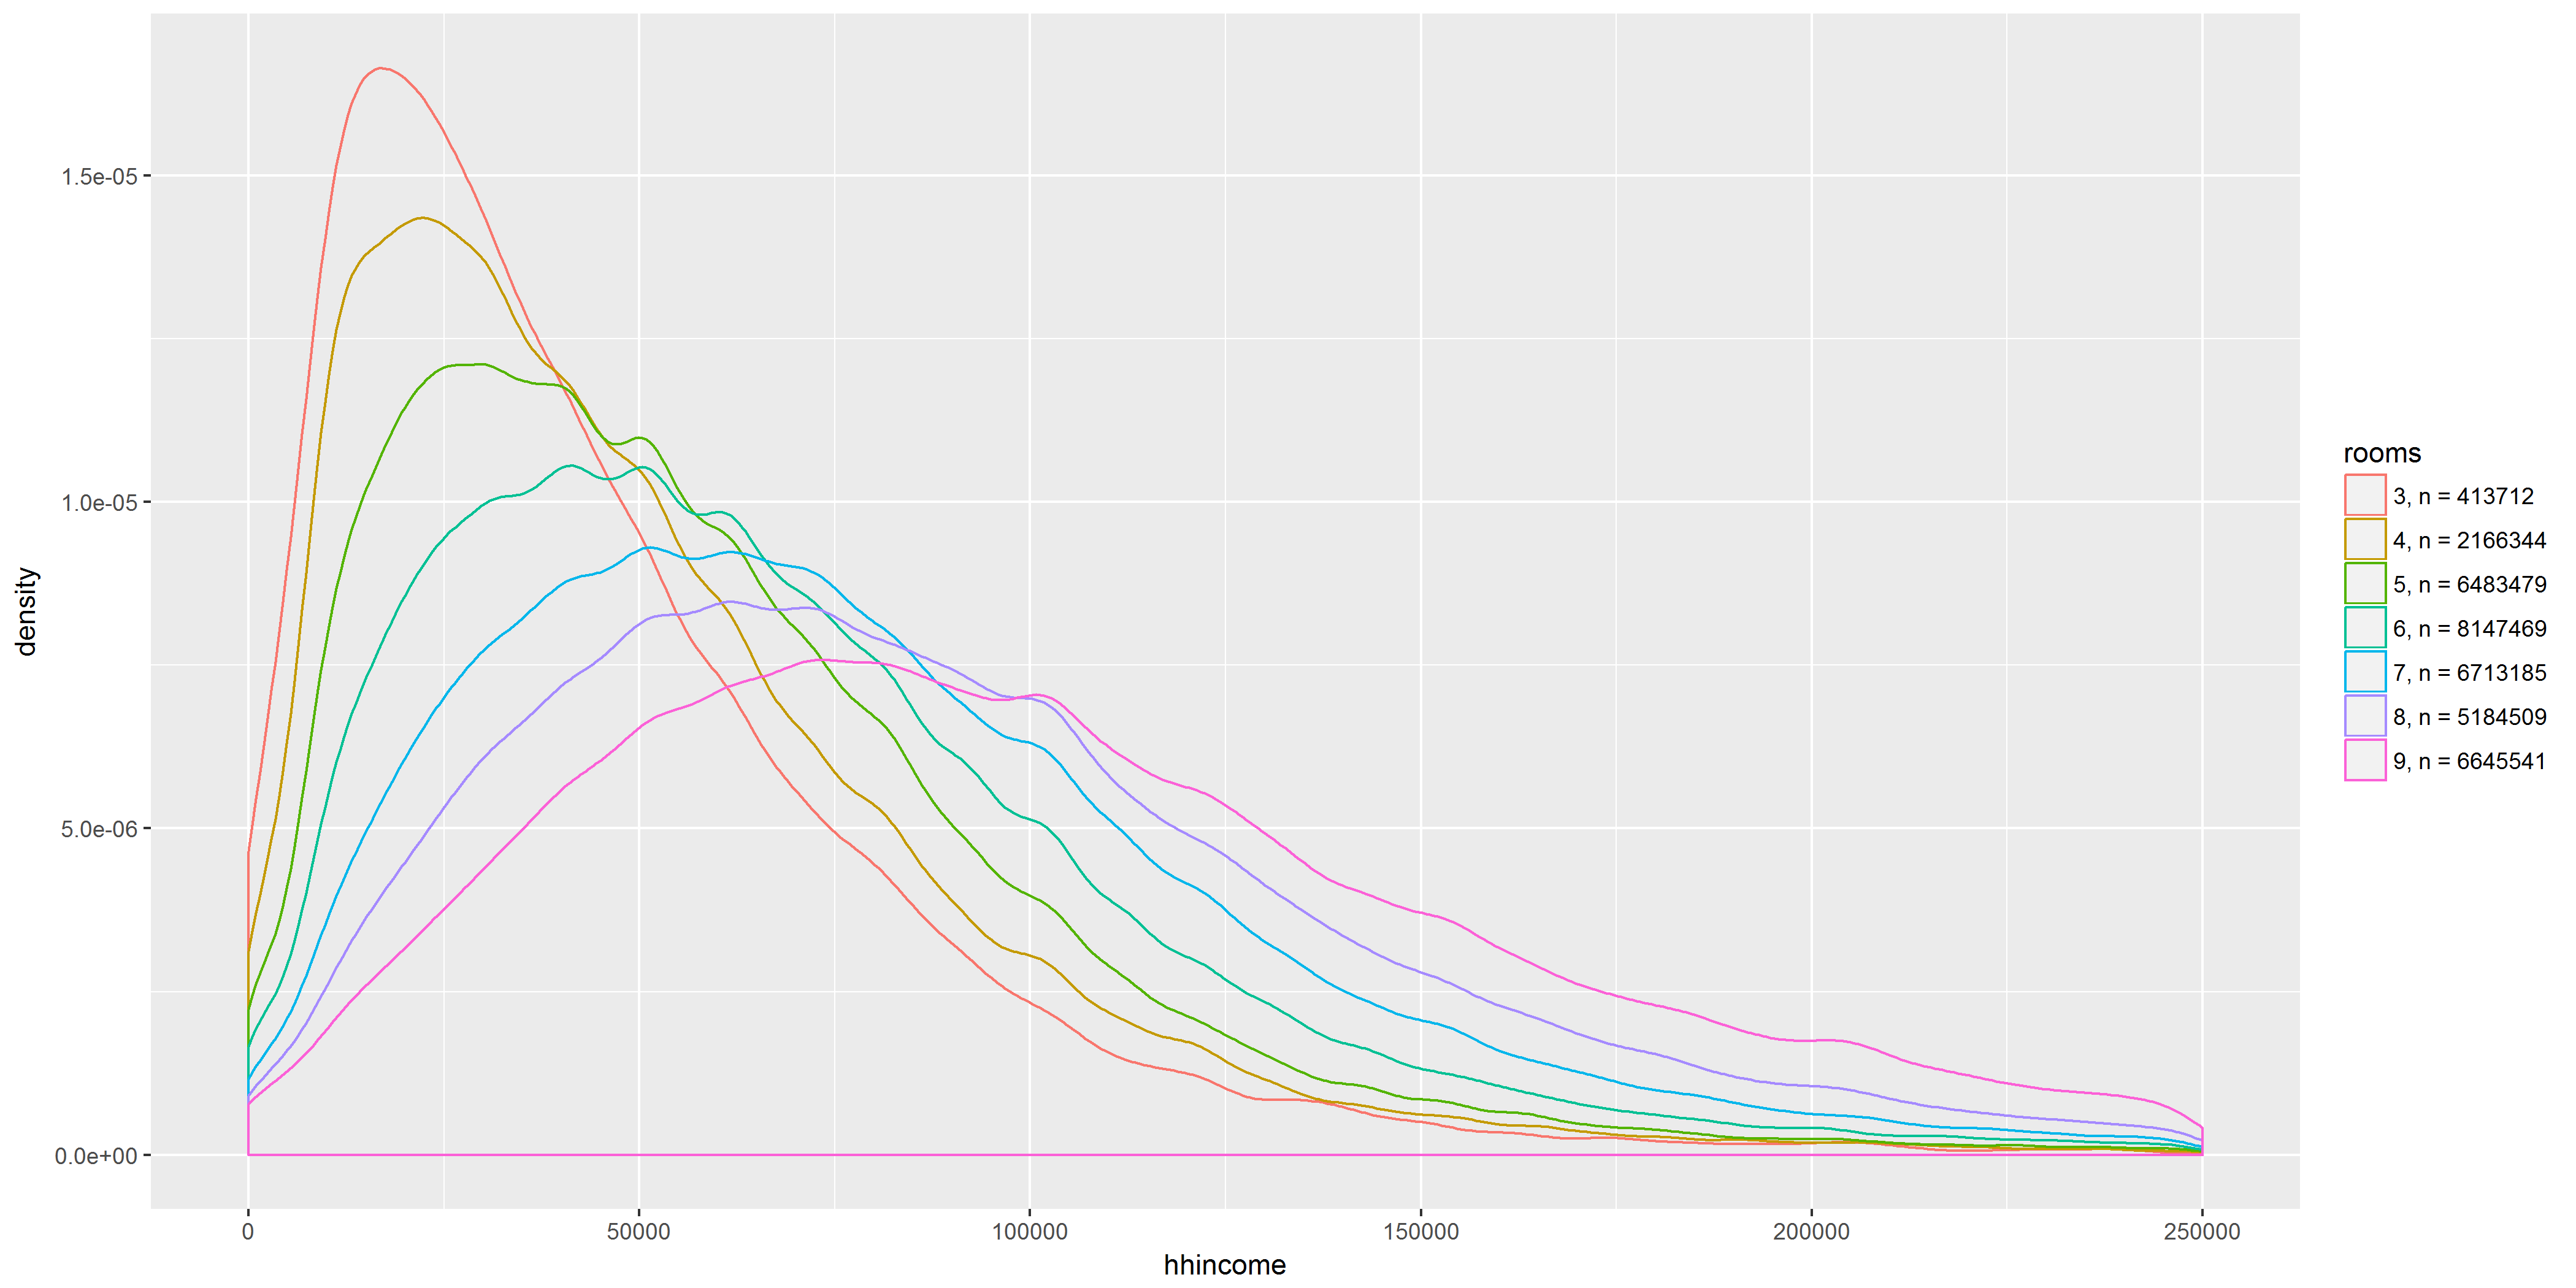 1.5e-05
1.0e-05
5.0e-06
0.0e+00
density
0 50000 100000 150000 200000 250000
hhincome
rooms
3, n = 413712
4, n = 2166344
5, n = 6483479
6, n = 8147469
7, n = 6713185
8, n = 5184509
9, n = 6645541